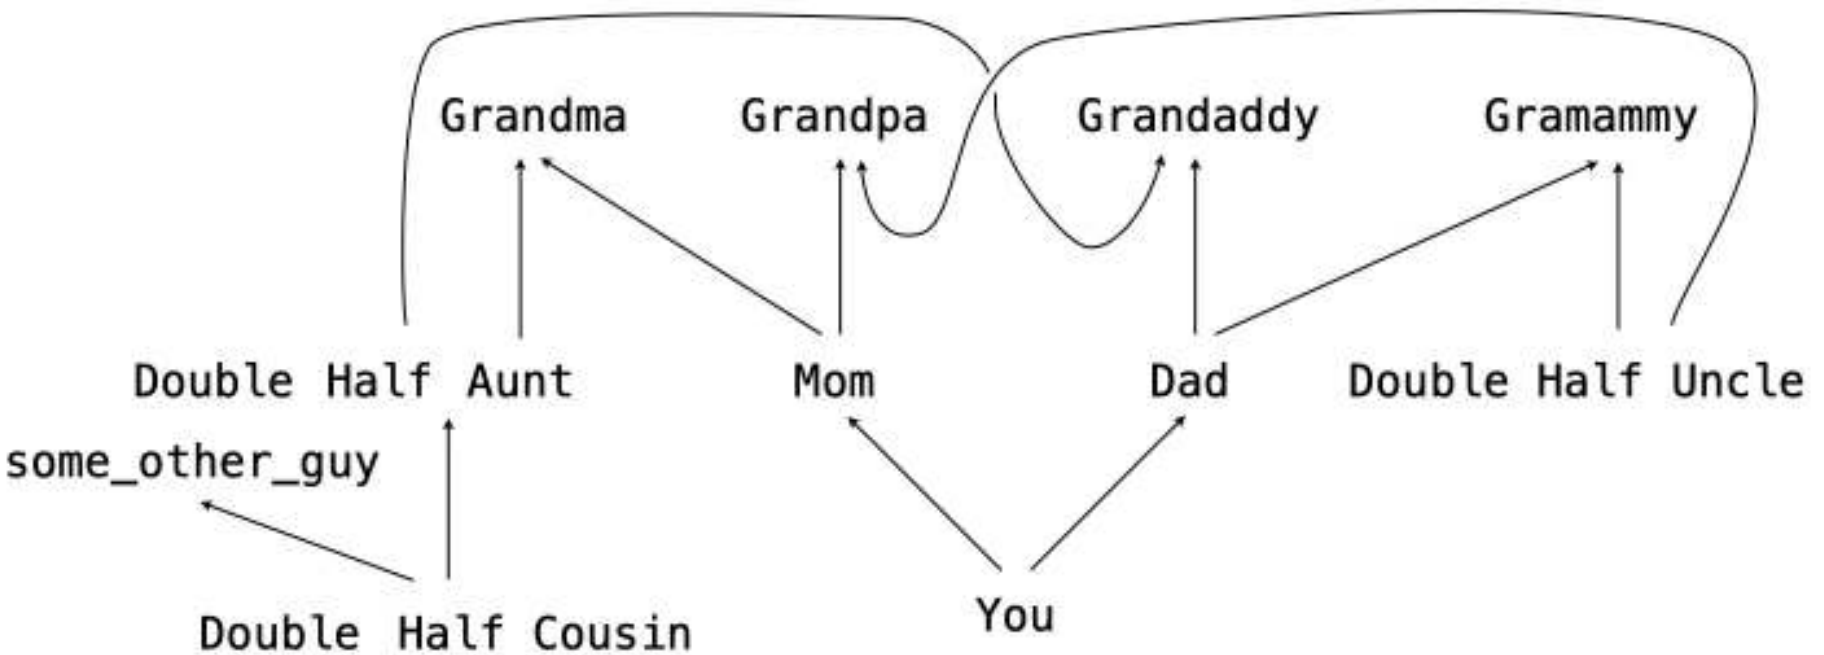 Grandma Grandpa Grandaddy Gramammy
Double Half Aunt Mom Dad Double Half Uncle
some_other_guy
You
Double Half Cousin